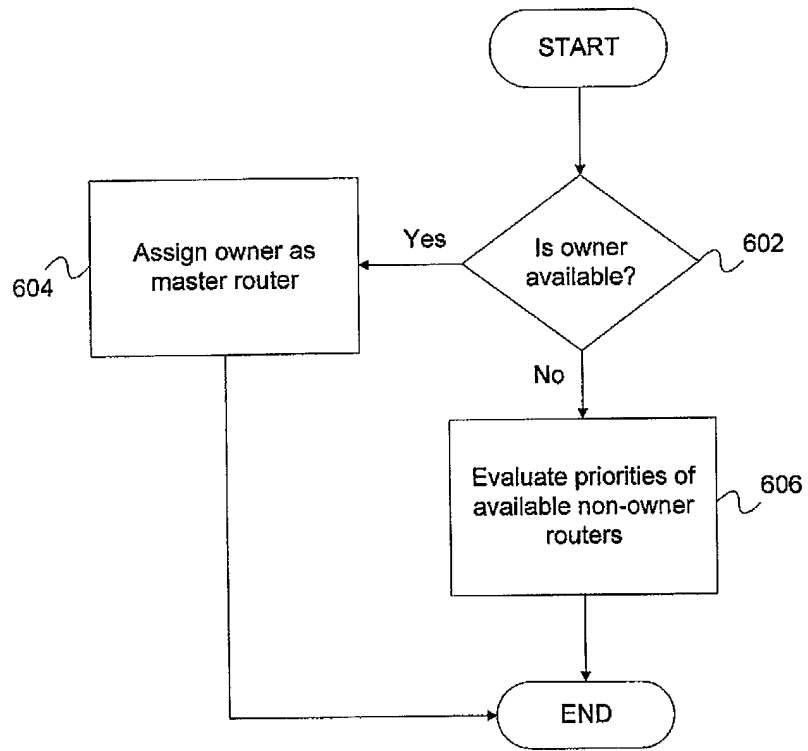 START
Is owner
available?
602
Yes
Assign owner as
master router
604
No
Evaluate priorities of
available non-owner
routers
606
END